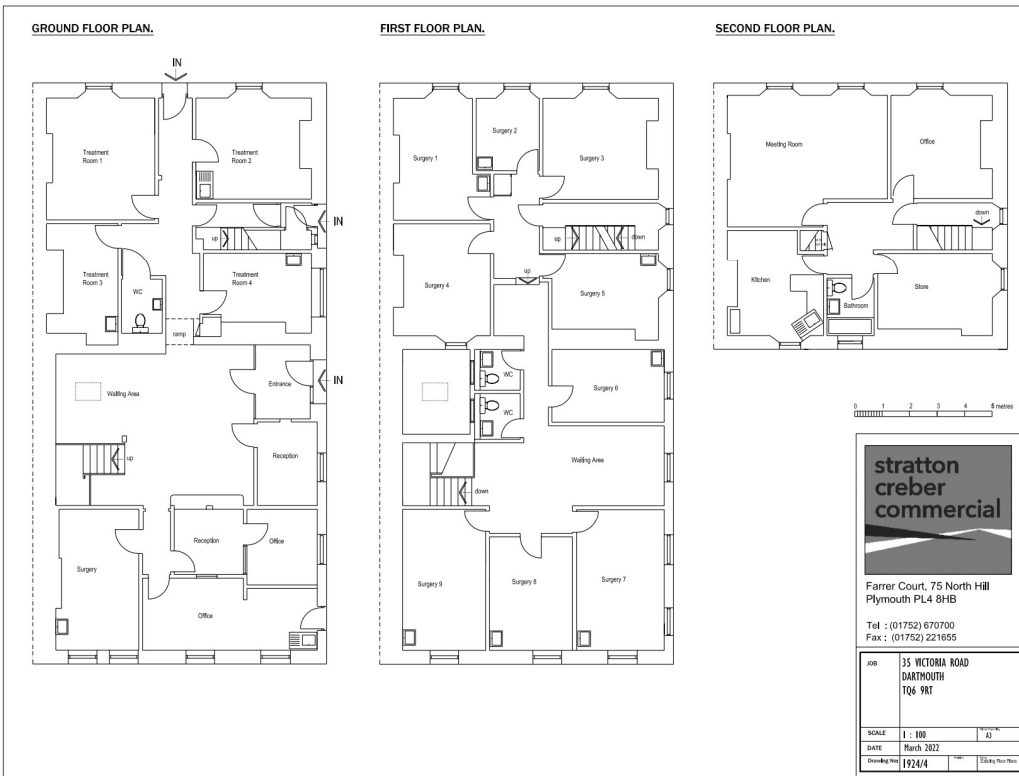 GROUND FLOOR PLAN.
IN
Treatment
Room 1
Treatment
Room 2
IN
up
Treatment
Room 3
WC
Treatment
Room 4
ramp
Entrance
IN
Waiting Area
up
Reception
Surgery
Reception
Office
Office
FIRST FLOOR PLAN.
Surgery 1
Surgery 2
Surgery 3
up
down
up
Surgery 4
Surgery 5
WC
Surgery 6
WC
Waiting Area
down
Surgery 9
Surgery 8
Surgery 7
SECOND FLOOR PLAN.
Meeting Room
Office
down
Kitchen
Bathroom
Store
0 1 2 3 4 5 metres
stratton
creber
commercial
Farrer Court, 75 North Hill
Plymouth PL4 8HB
Tel : (01752) 670700
Fax : (01752) 221655
JOB 35 VICTORIA ROAD
DARTMOUTH
TQ6 9RT
SCALE 1 : 100 A3
DATE March 2022
Drawing No: 1924/4 Existing Floor Plans